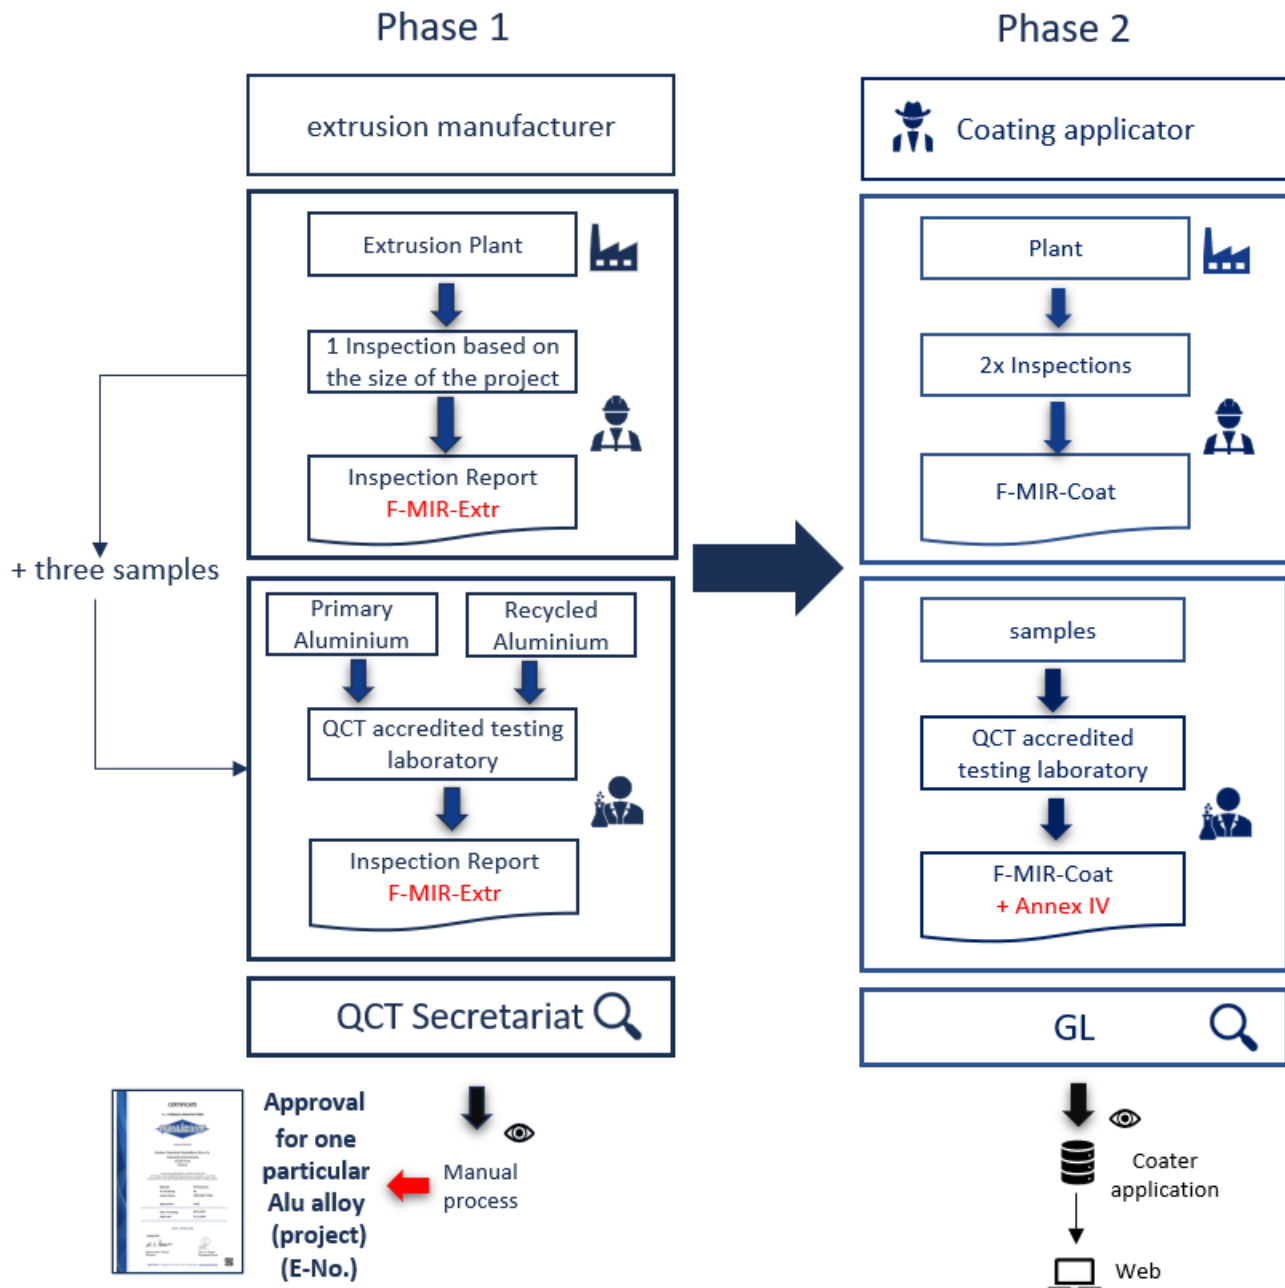 Phase 1
extrusion manufacturer
Extrusion Plant
1 Inspection based on
the size of the project
Inspection Report
F-MIR-Extr
+ three samples
Primary
Aluminium
Recycled
Aluminium
QCT accredited testing
laboratory
Inspection Report
F-MIR-Extr
QCT Secretariat
Manual
process
Approval
for one
particular
Alu alloy
(project)
(E-No.)
CERTIFICATE
Phase 2
Coating applicator
Plant
2x Inspections
F-MIR-Coat
samples
QCT accredited
testing laboratory
F-MIR-Coat
+ Annex IV
GL
Coater
application
Web